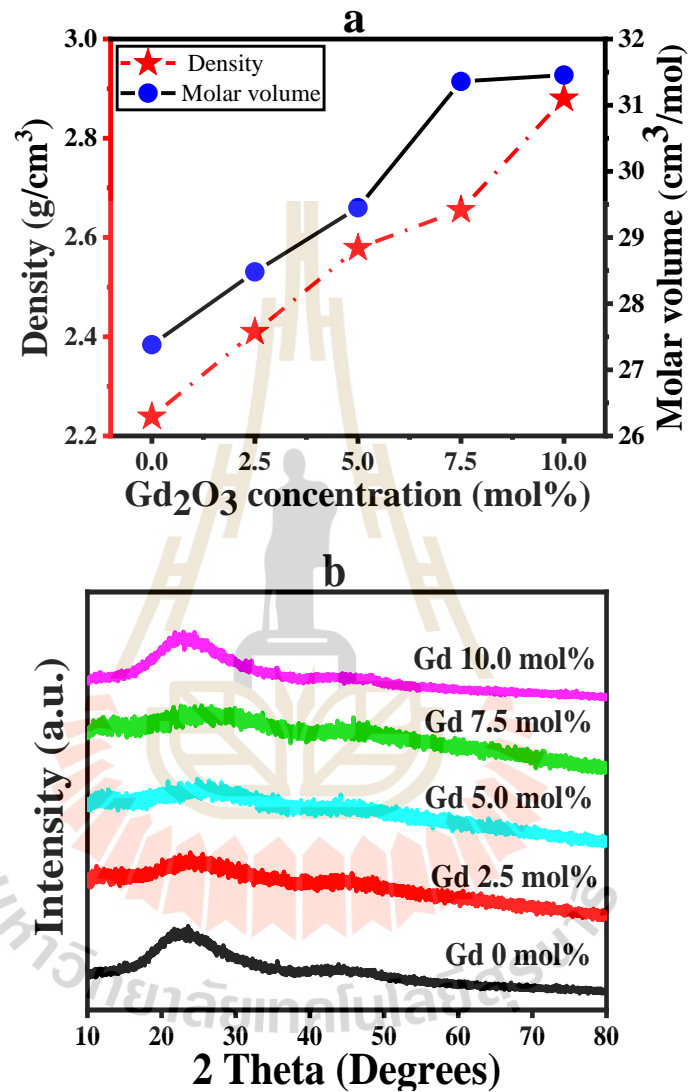 a
3.0
2.8
2.6
2.4
2.2
Density (g/cm³)
Density
Molar volume
32
31
30
29
28
27
26
Molar volume (cm³/mol)
0.0 2.5 5.0 7.5 10.0
Gd₂O₃ concentration (mol%)
b
Intensity (a.u.)
Gd 10.0 mol%
Gd 7.5 mol%
Gd 5.0 mol%
Gd 2.5 mol%
Gd 0 mol%
10 20 30 40 50 60 70 80
2 Theta (Degrees)